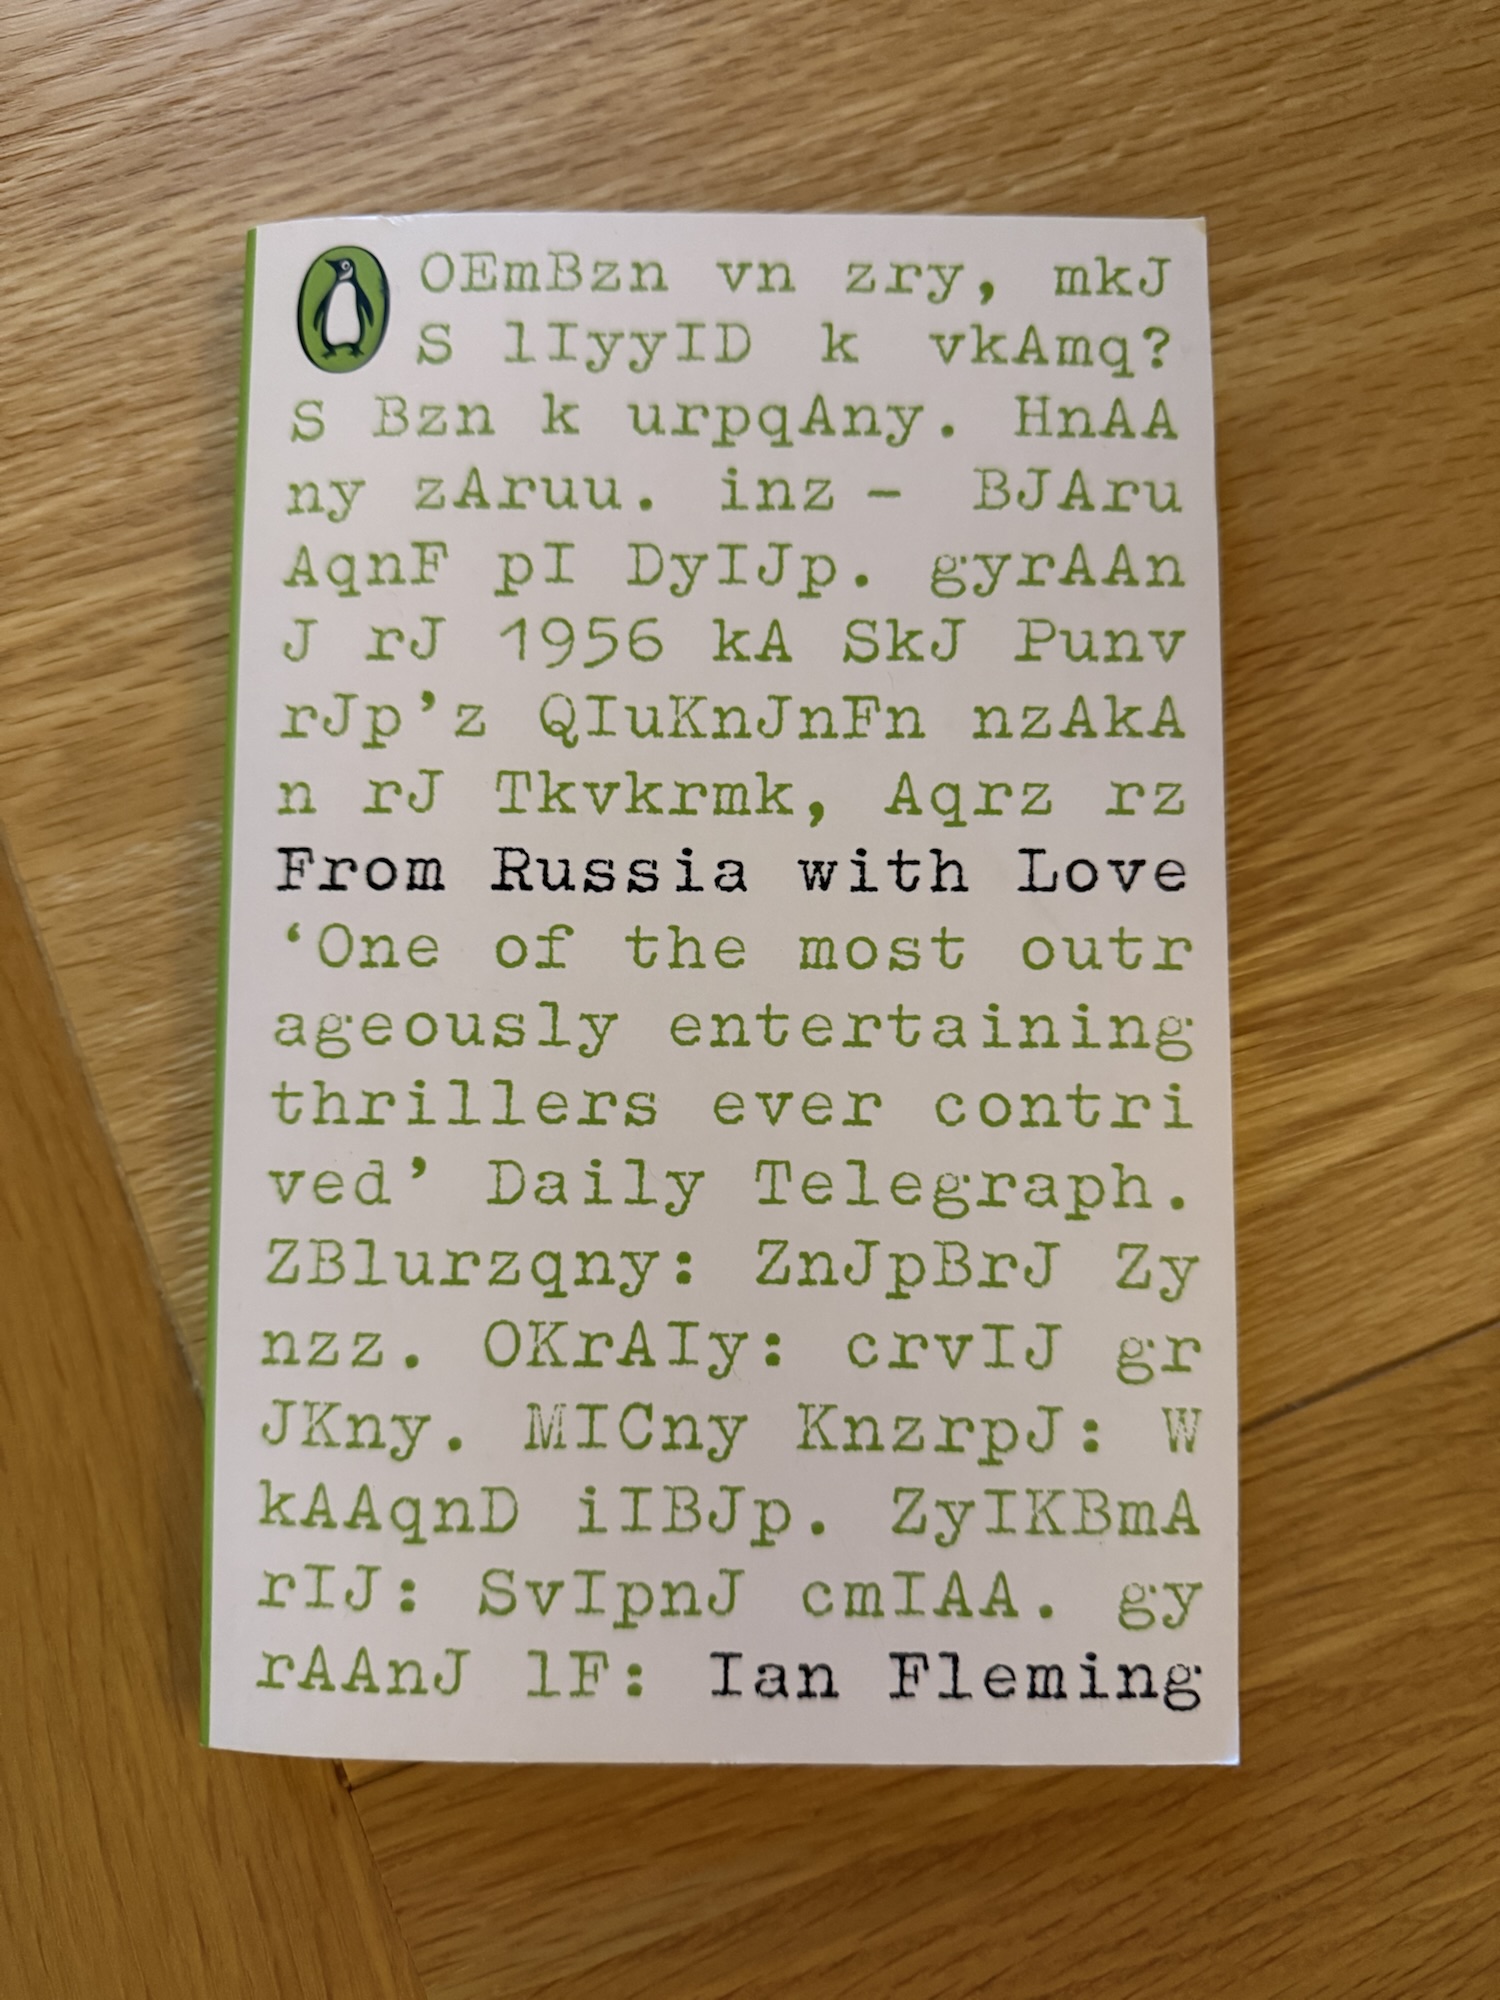 OEmBzn vn zry, mkJ
S lIyyID k vkAmq?
S Bzn k urpqAny. HnAA
ny zAruu. inz - BJAru
AqnF pI DyIJp. gyrAAn
J rJ 1956 kA SkJ Punv
rJp’z QIuKnJnFn nzAkA
n rJ Tkvkrmk, Aqrz rz
From Russia with Love
‘One of the most outr
ageously entertaining
thrillers ever contri
ved’ Daily Telegraph.
ZBlurzqny: ZnJpBrJ Zy
nzz. OKrAIy: crvIJ gr
JKny. MICny KnzrpJ: W
kAAqnD iIBJp. ZyIKBmA
rIJ: SvIpnJ cmIAA. gy
rAAnJ lF: Ian Fleming